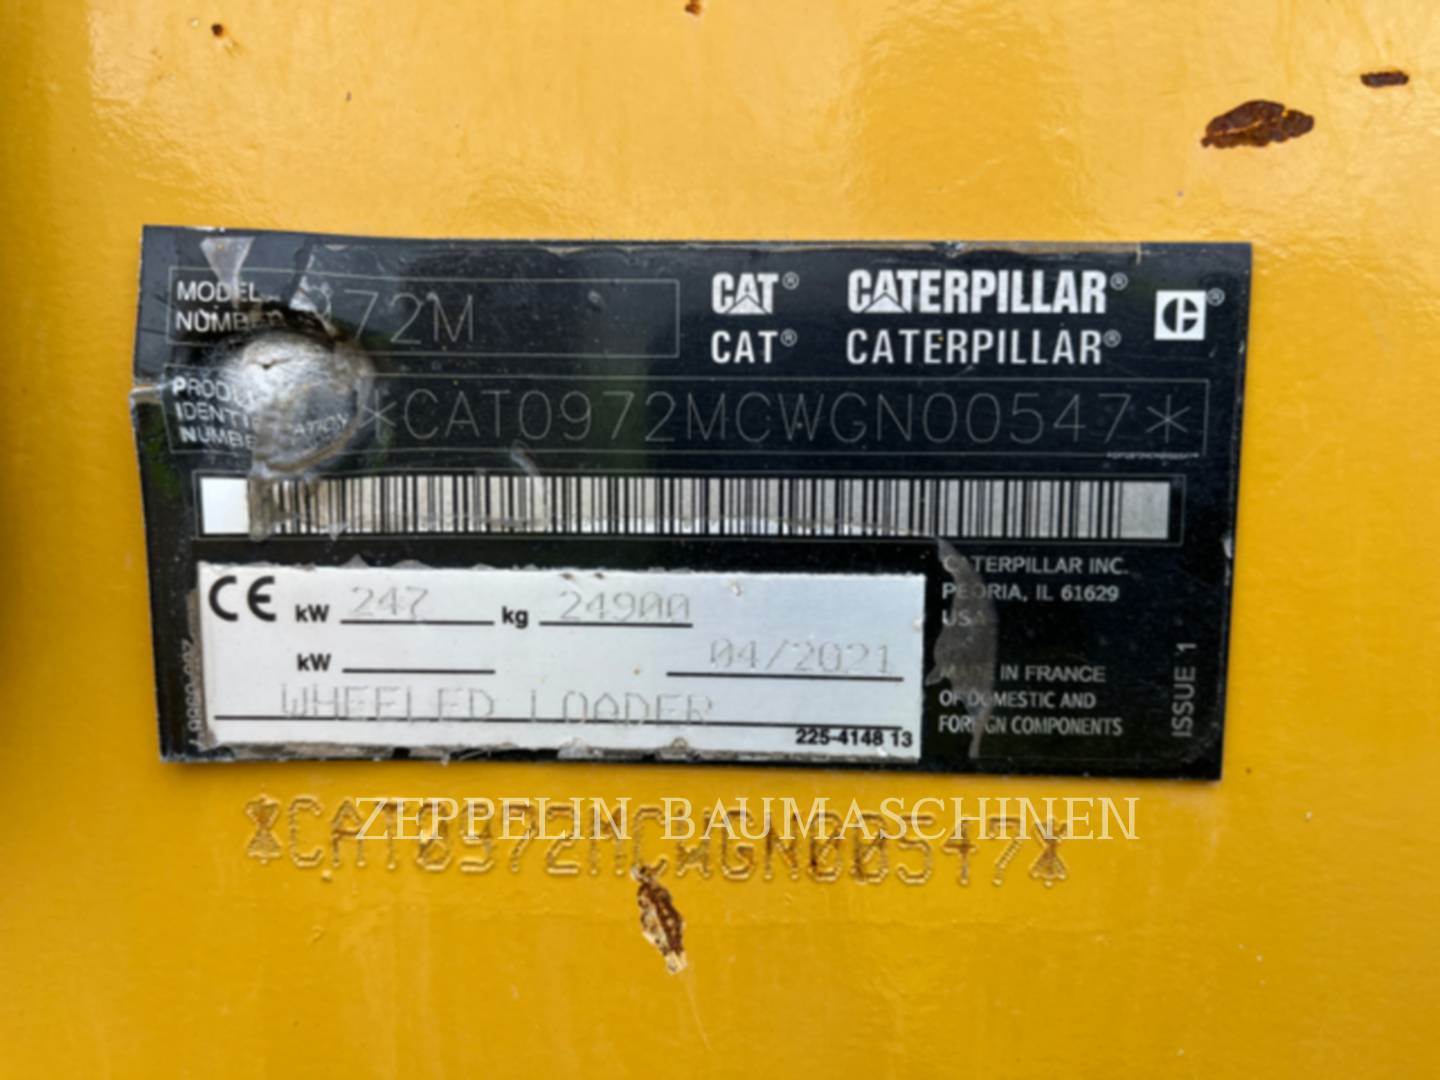 MODEL 972M
NUMBER
CAT® CATERPILLAR®
CAT® CATERPILLAR®
PRODUCT
IDENTIFICATION *CAT0972MCWGN00547*
NUMBER
CE kW 247 kg 24900
kW 04/2021
WHEELED LOADER
225-4148 13
CATERPILLAR INC.
PEORIA, IL 61629
USA
MADE IN FRANCE
OF DOMESTIC AND
FOREIGN COMPONENTS
ISSUE 1
ZEPPELIN BAUMASCHINEN
*CAT0972MCWGN00547*